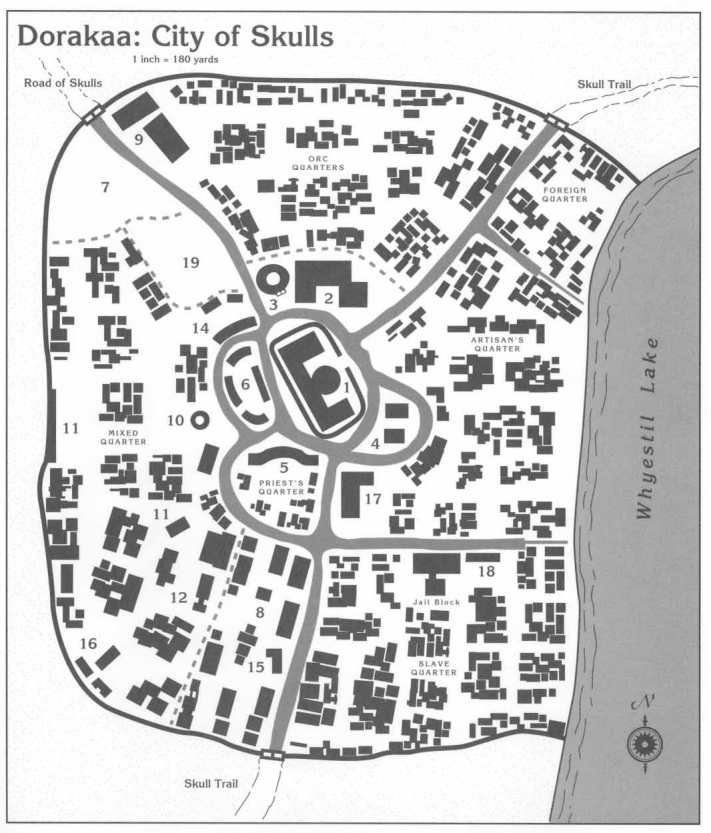 Dorakaa: City of Skulls
1 inch = 180 yards
Road of Skulls
Skull Trail
9
ORC
QUARTERS
7
FOREIGN
QUARTER
19
3
2
14
ARTISAN'S
QUARTER
6
1
10
11
MIXED
QUARTER
4
5
PRIEST'S
QUARTER
17
11
Whyestil Lake
18
12
Jail Block
8
16
15
SLAVE
QUARTER
N
Skull Trail